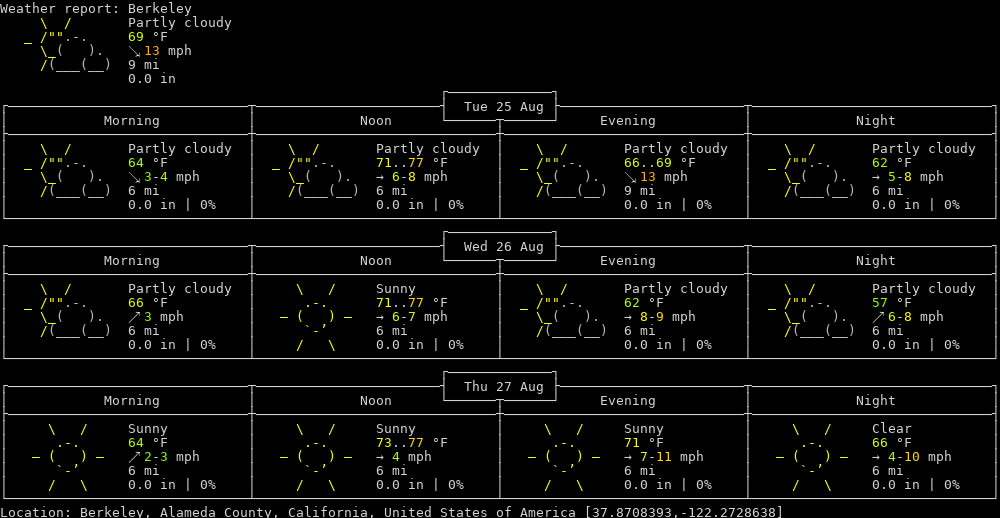 Weather report: Berkeley
Partly cloudy
69 °F
↘ 13 mph
9 mi
0.0 in
Tue 25 Aug
Morning Noon Evening Night
Partly cloudy Partly cloudy Partly cloudy Partly cloudy
64 °F 71..77 °F 66..69 °F 62 °F
↘ 3-4 mph → 6-8 mph ↘ 13 mph → 5-8 mph
6 mi 6 mi 9 mi 6 mi
0.0 in | 0% 0.0 in | 0% 0.0 in | 0% 0.0 in | 0%
Wed 26 Aug
Morning Noon Evening Night
Partly cloudy Sunny Partly cloudy Partly cloudy
66 °F 71..77 °F 62 °F 57 °F
↗ 3 mph → 6-7 mph → 8-9 mph ↗ 6-8 mph
6 mi 6 mi 6 mi 6 mi
0.0 in | 0% 0.0 in | 0% 0.0 in | 0% 0.0 in | 0%
Thu 27 Aug
Morning Noon Evening Night
Sunny Sunny Sunny Clear
64 °F 73..77 °F 71 °F 66 °F
↗ 2-3 mph → 4 mph → 7-11 mph → 4-10 mph
6 mi 6 mi 6 mi 6 mi
0.0 in | 0% 0.0 in | 0% 0.0 in | 0% 0.0 in | 0%
Location: Berkeley, Alameda County, California, United States of America [37.8708393,-122.2728638]